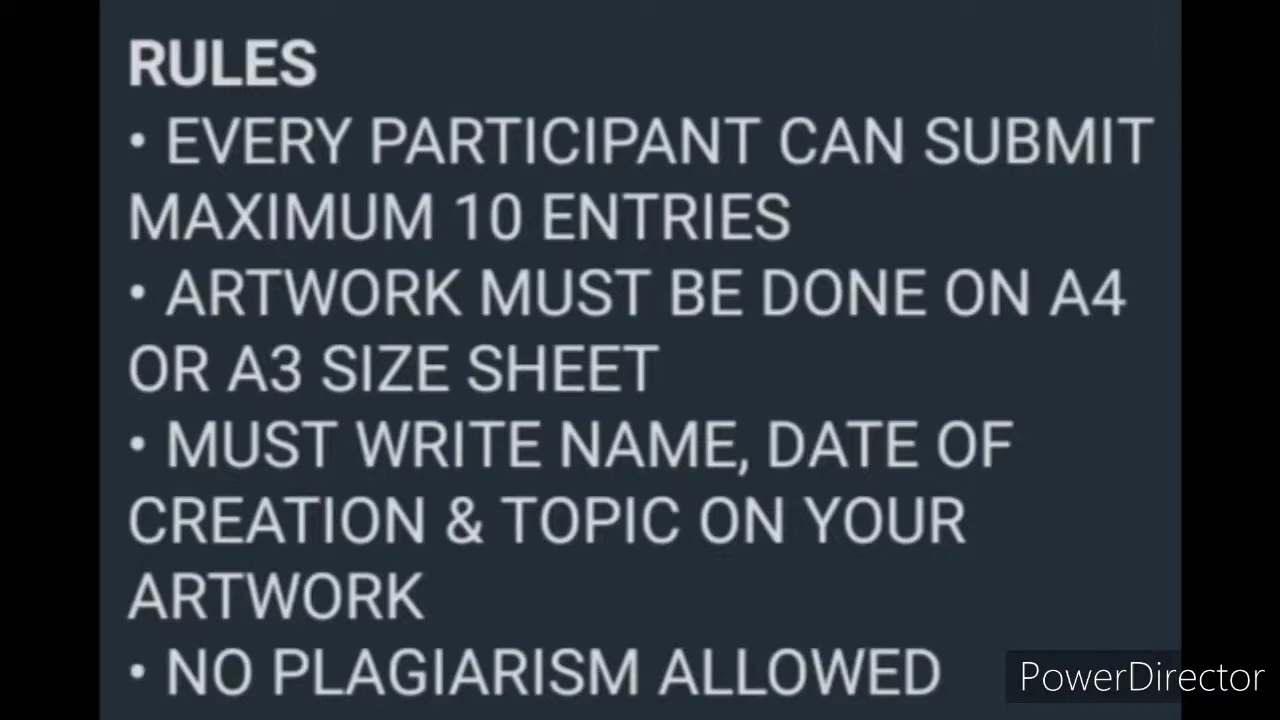 RULES
• EVERY PARTICIPANT CAN SUBMIT
MAXIMUM 10 ENTRIES
• ARTWORK MUST BE DONE ON A4
OR A3 SIZE SHEET
• MUST WRITE NAME, DATE OF
CREATION & TOPIC ON YOUR
ARTWORK
• NO PLAGIARISM ALLOWED
PowerDirector